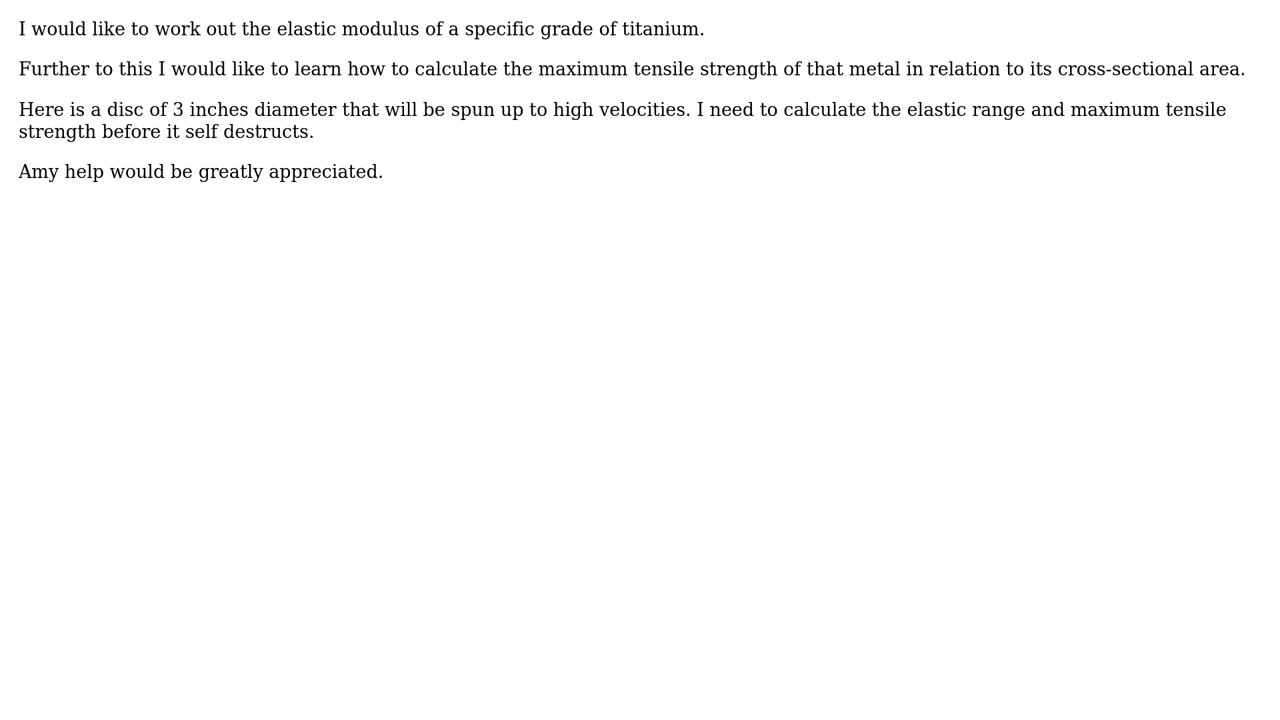 I would like to work out the elastic modulus of a specific grade of titanium.
Further to this I would like to learn how to calculate the maximum tensile strength of that metal in relation to its cross-sectional area.
Here is a disc of 3 inches diameter that will be spun up to high velocities. I need to calculate the elastic range and maximum tensile
strength before it self destructs.
Amy help would be greatly appreciated.